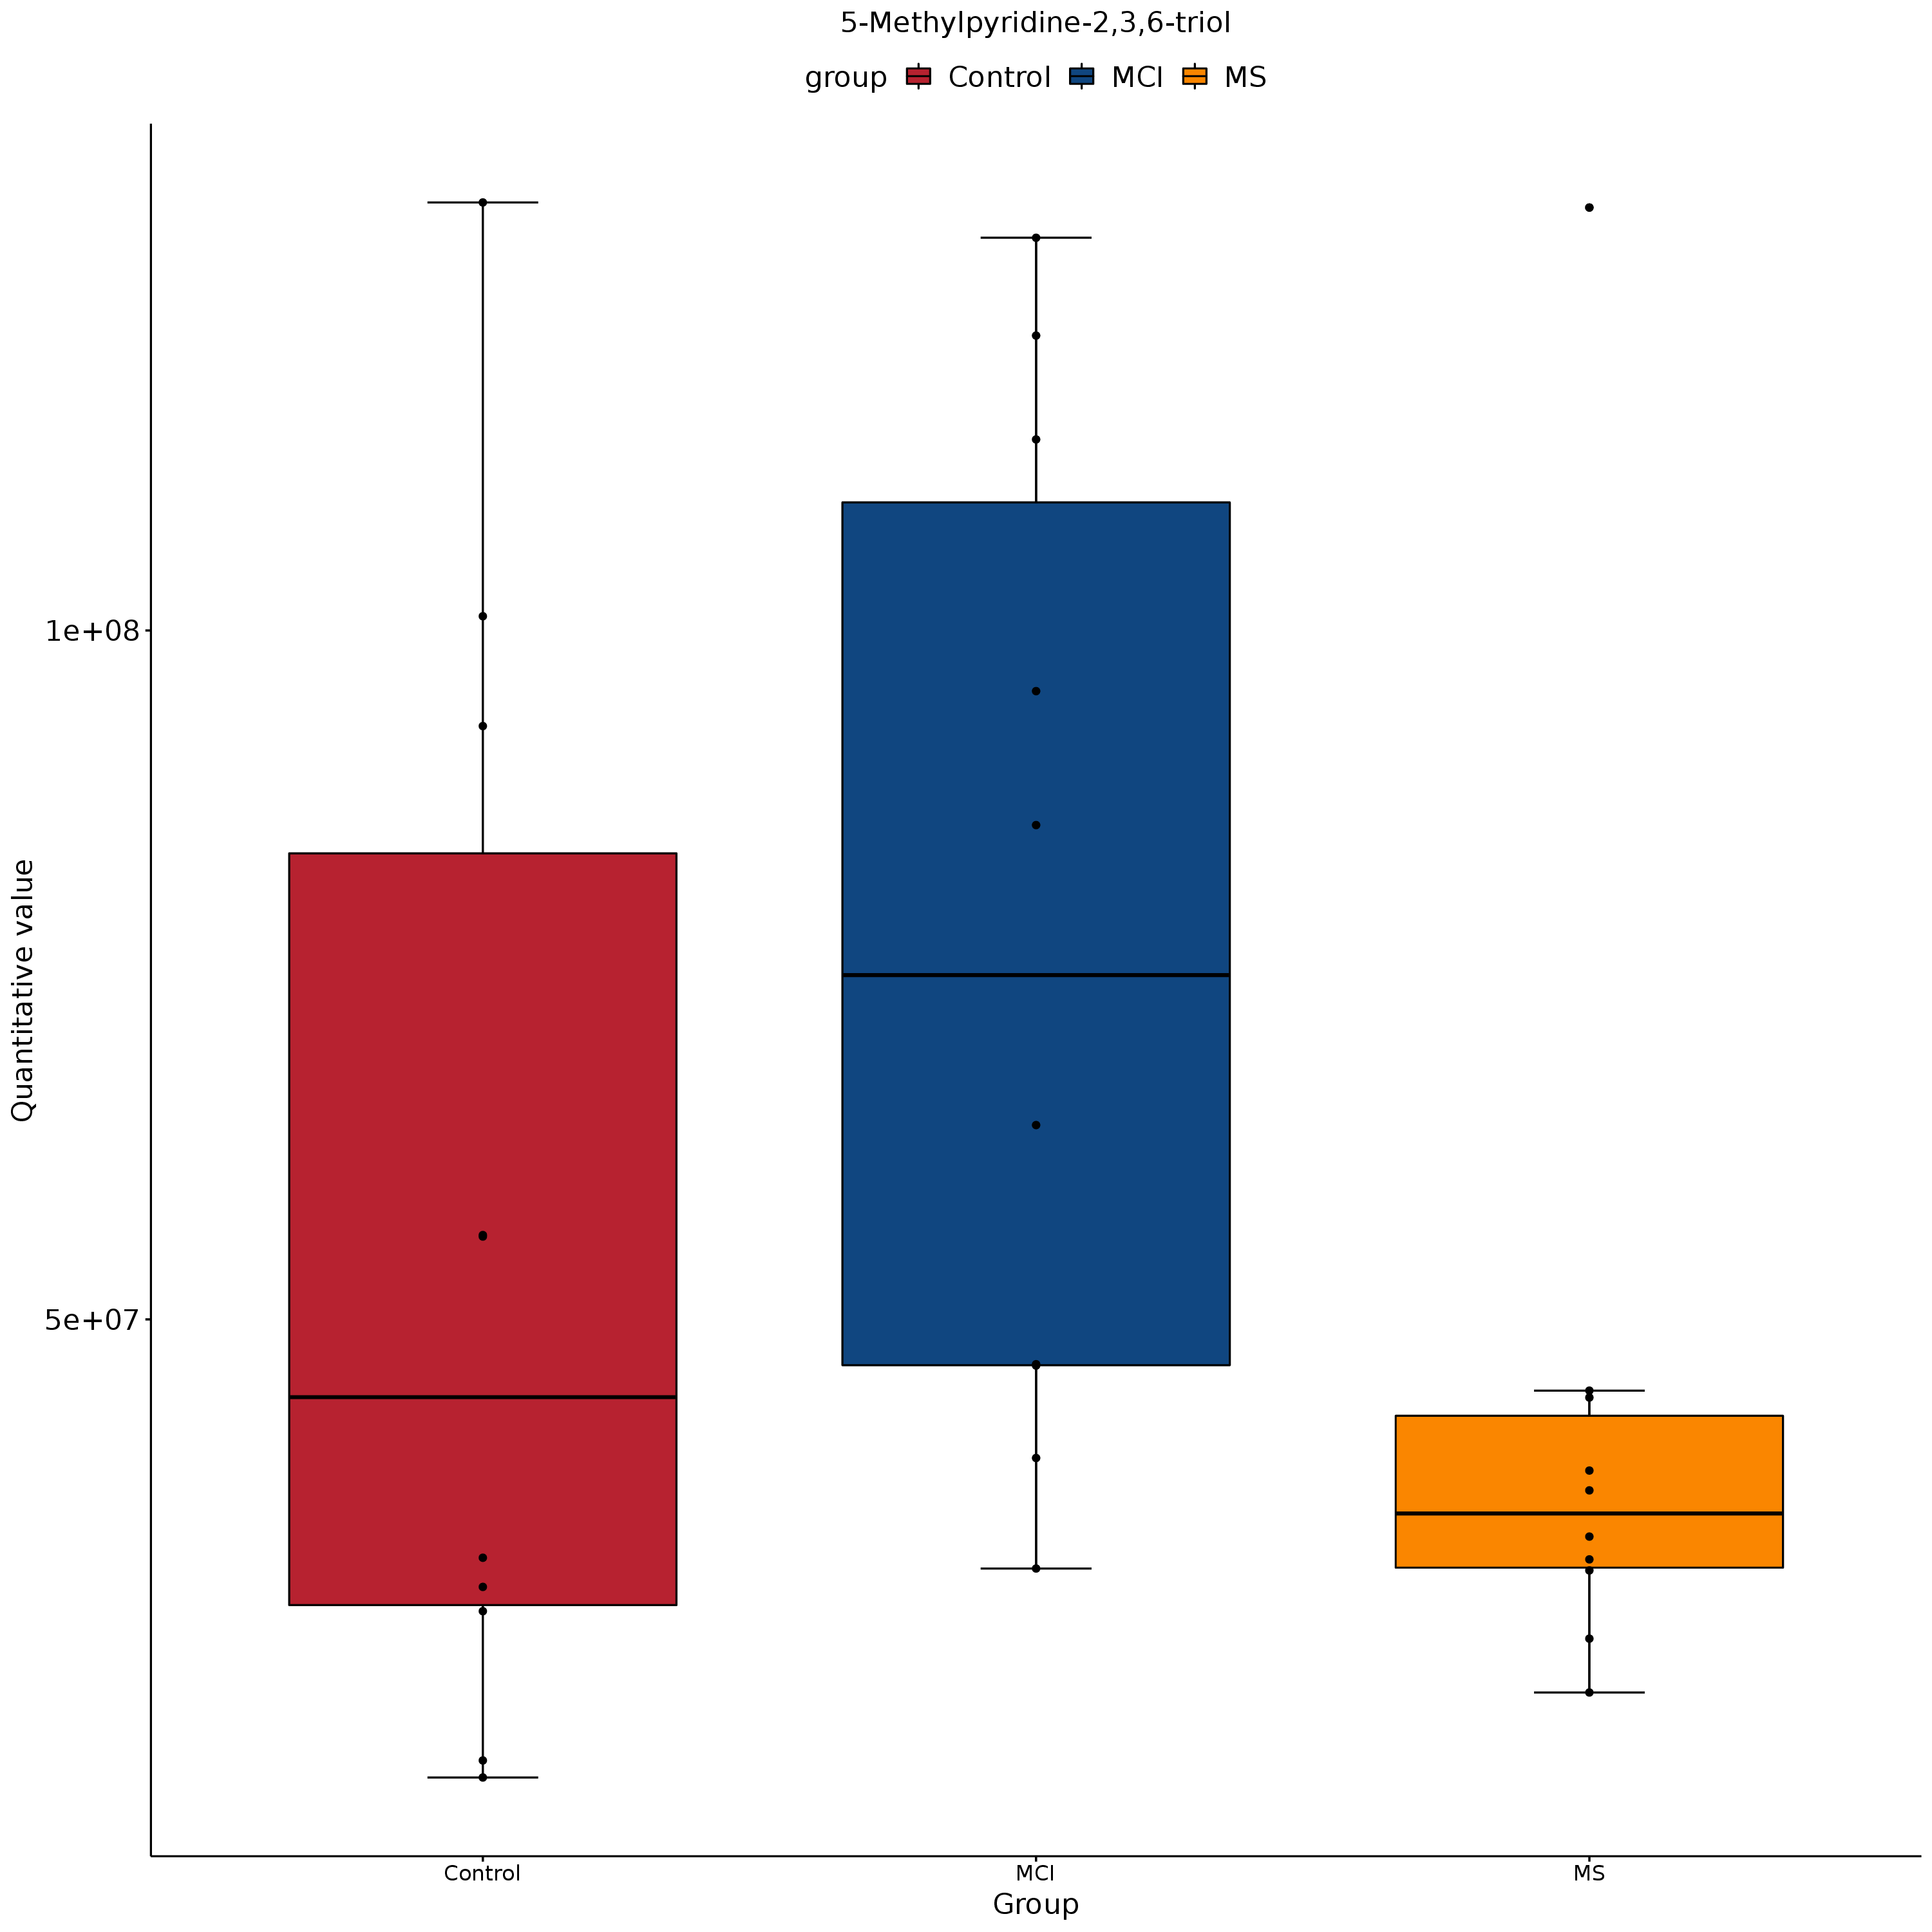 5-Methylpyridine-2,3,6-triol
group Control MCI MS
Quantitative value
1e+08
5e+07
Control MCI MS
Group